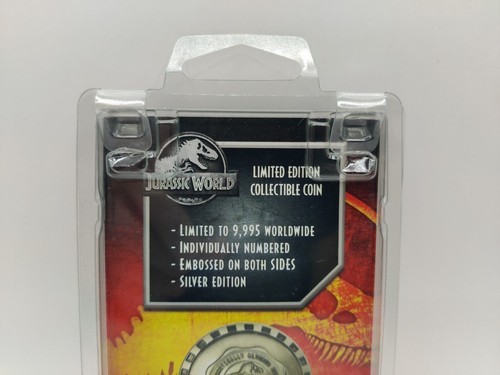 JURASSIC WORLD
LIMITED EDITION
COLLECTIBLE COIN
- LIMITED TO 9,995 WORLDWIDE
- INDIVIDUALLY NUMBERED
- EMBOSSED ON BOTH SIDES
- SILVER EDITION